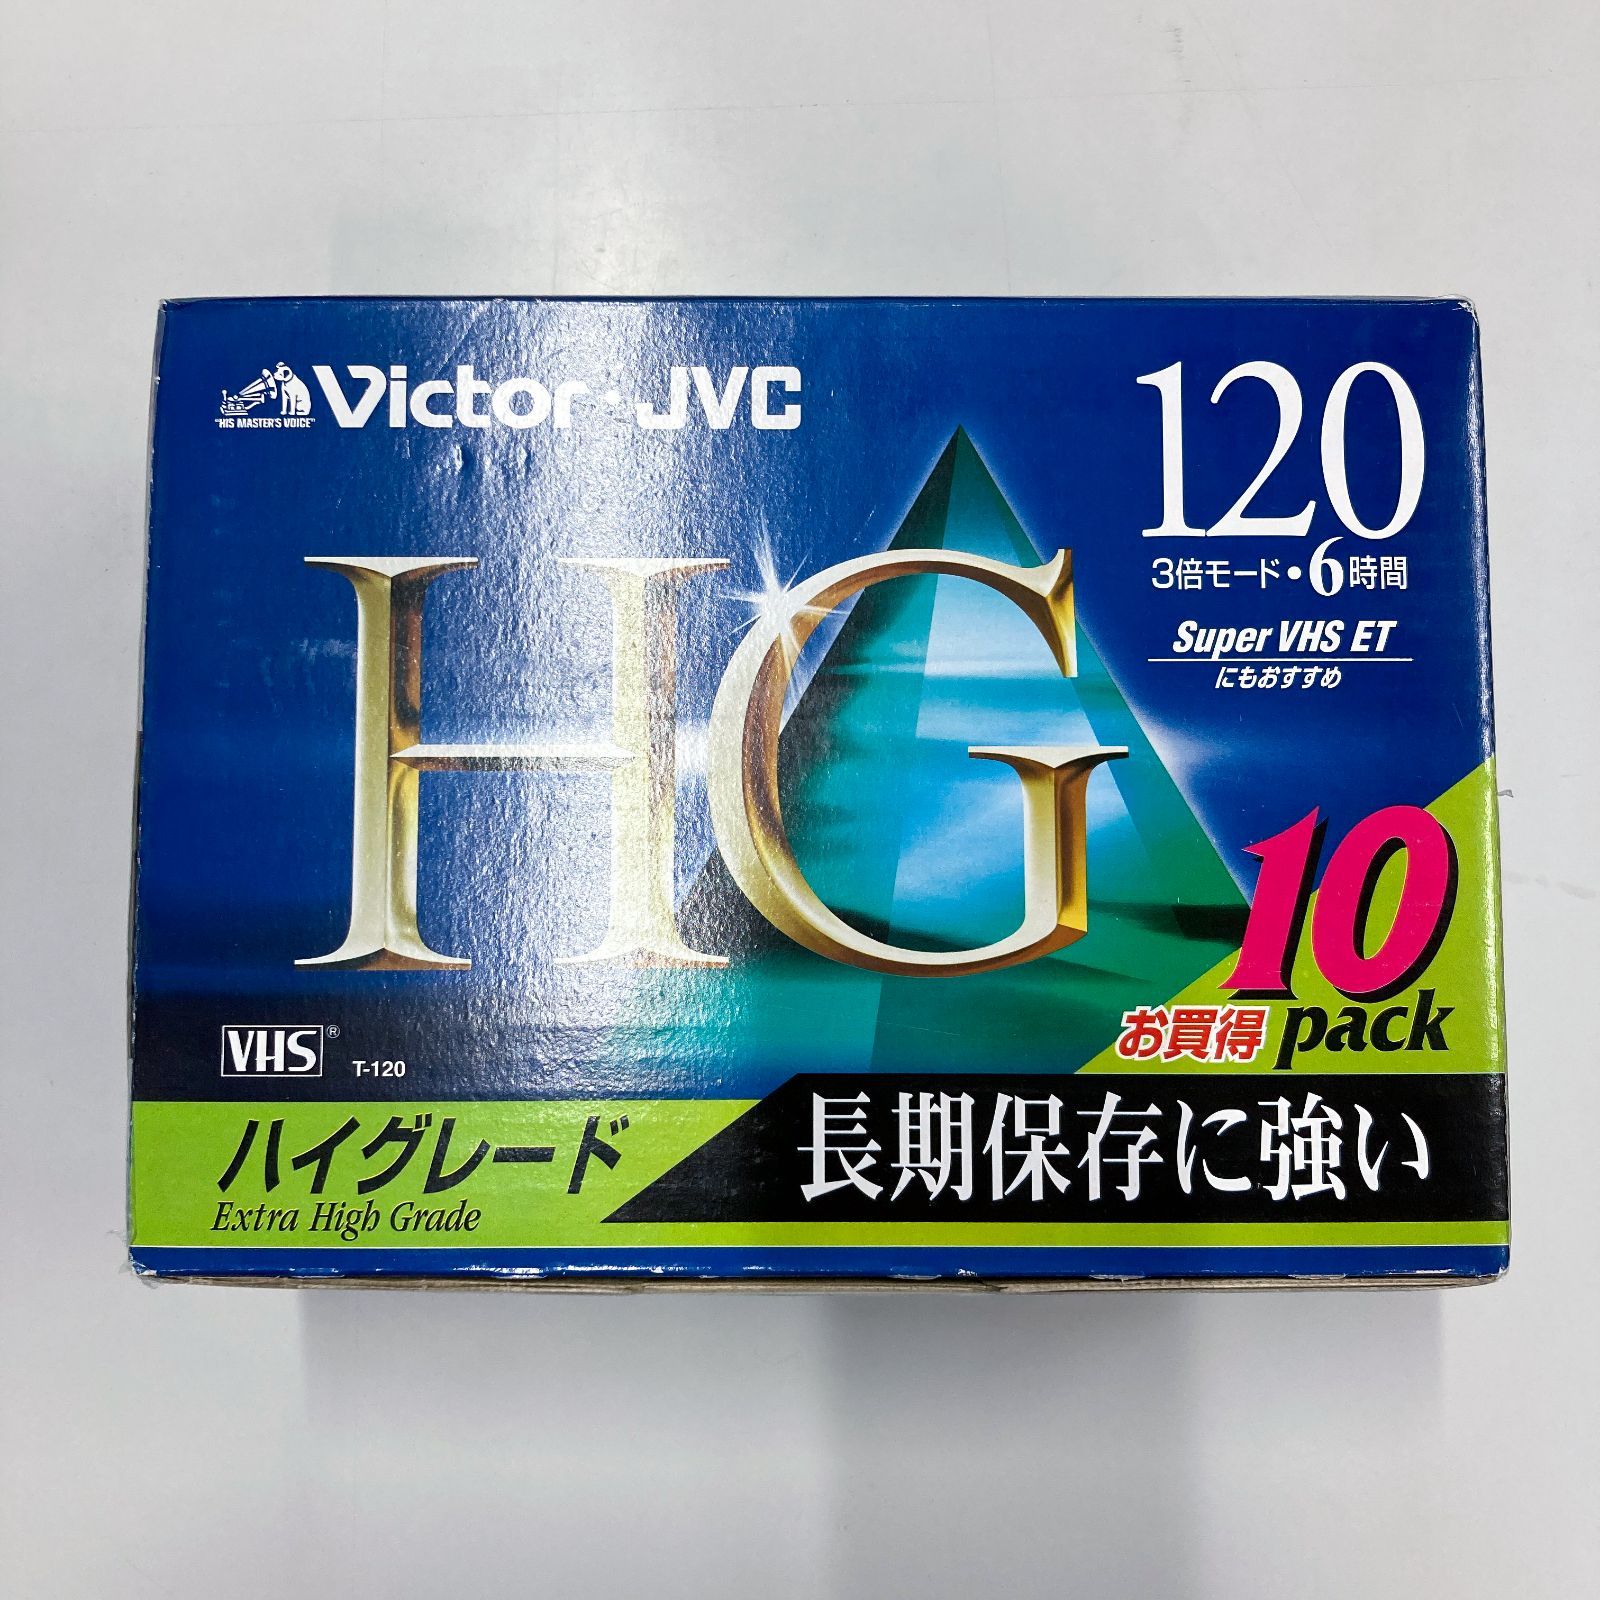 Victor・JVC
"HIS MASTER'S VOICE"
120
3倍モード・6時間
Super VHS ET
にもおすすめ
HG
10
お買得 pack
VHS® T-120
長期保存に強い
ハイグレード
Extra High Grade